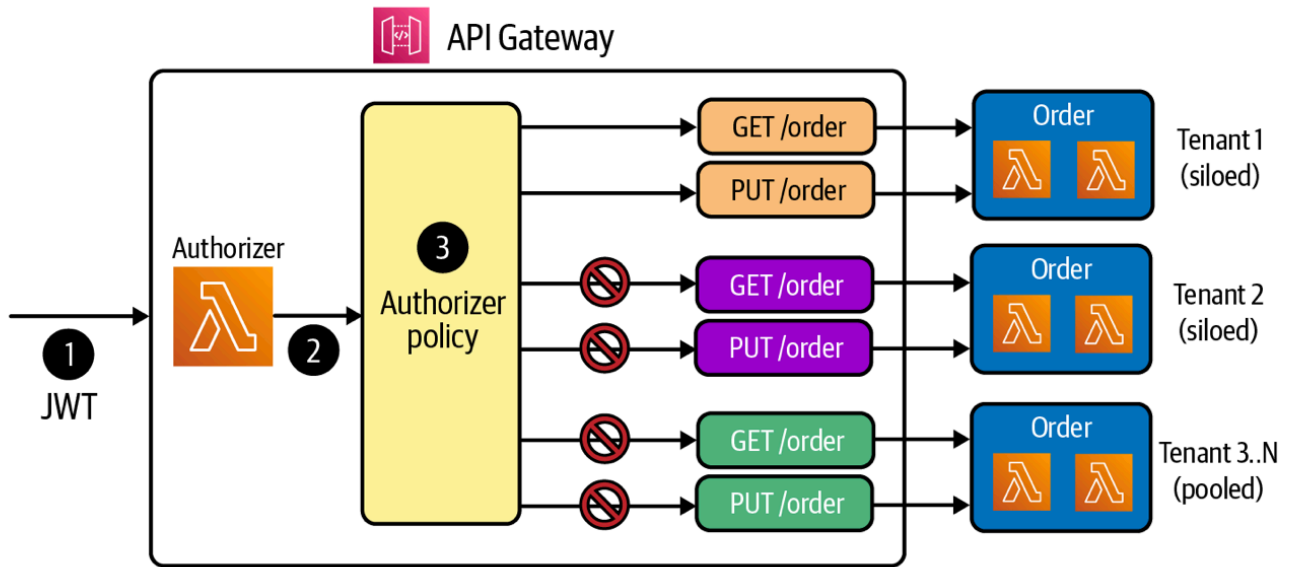 API Gateway
GET /order
Order
Tenant 1
(siloed)
PUT /order
Authorizer
3
Authorizer
policy
GET /order
Order
Tenant 2
(siloed)
PUT /order
1
JWT
2
GET /order
Order
Tenant 3..N
(pooled)
PUT /order